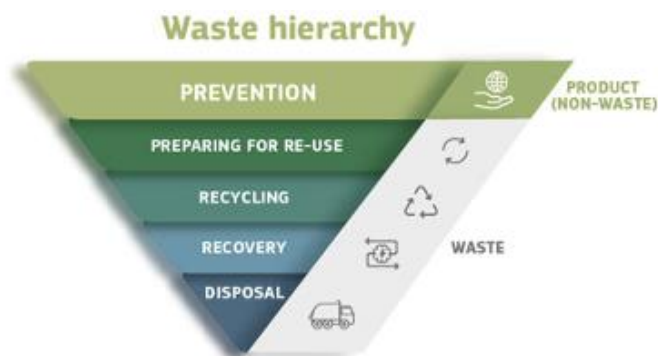 Waste hierarchy
PREVENTION
PRODUCT
(NON-WASTE)
PREPARING FOR RE-USE
RECYCLING
RECOVERY
WASTE
DISPOSAL